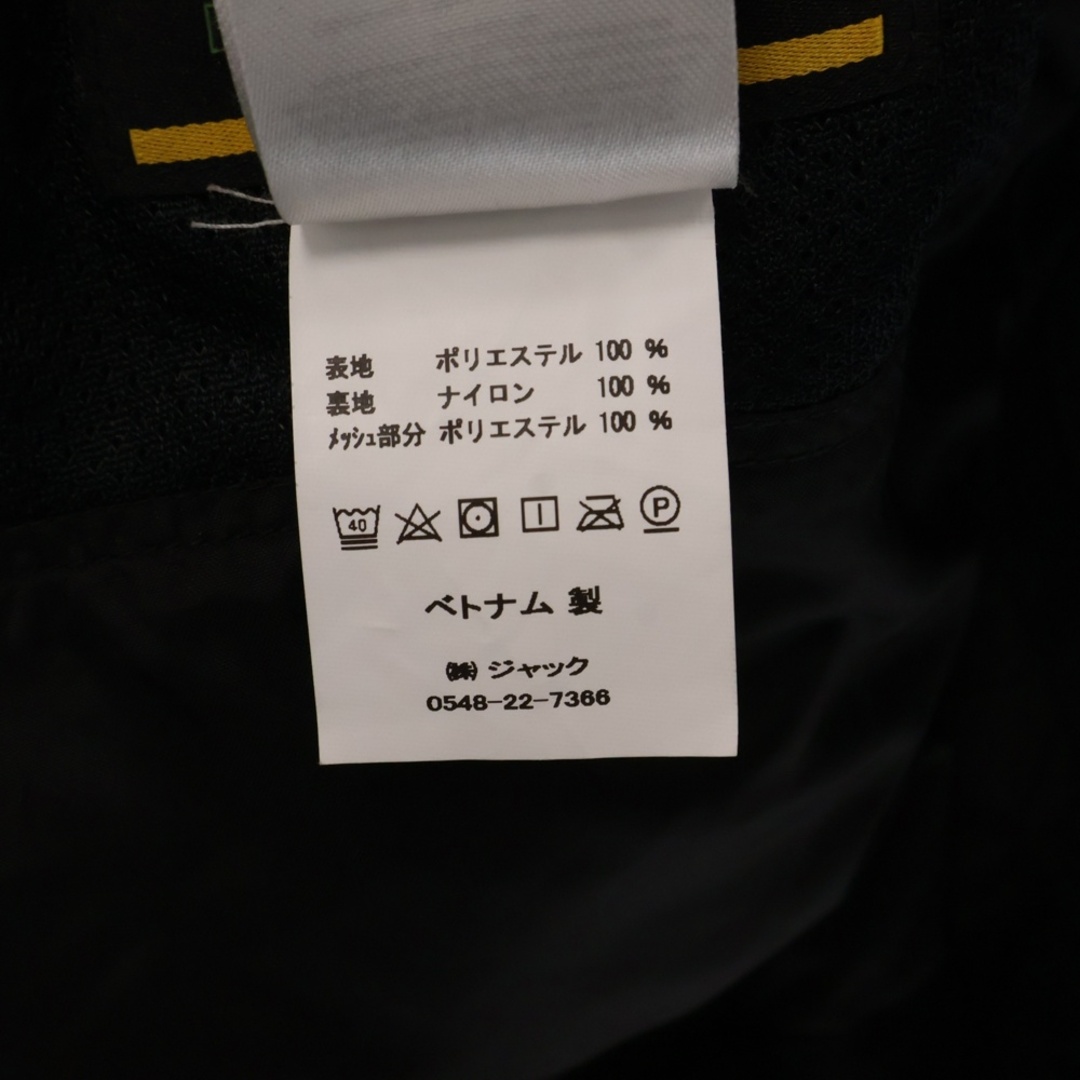 表地 ポリエステル 100 %
裏地 ナイロン 100 %
メッシュ部分 ポリエステル 100 %
40 P
ベトナム 製
㈱ ジャック
0548-22-7366